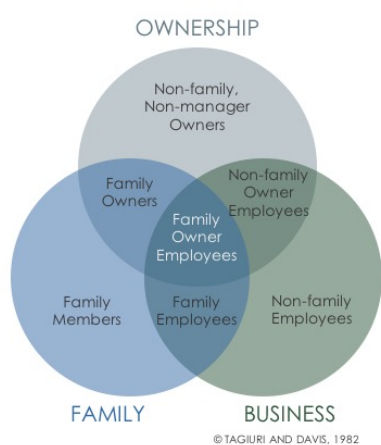 OWNERSHIP
Non-family,
Non-manager
Owners
Family
Owners
Non-family
Owner
Employees
Family
Owner
Employees
Family
Members
Family
Employees
Non-family
Employees
FAMILY
BUSINESS
© TAGIURI AND DAVIS, 1982